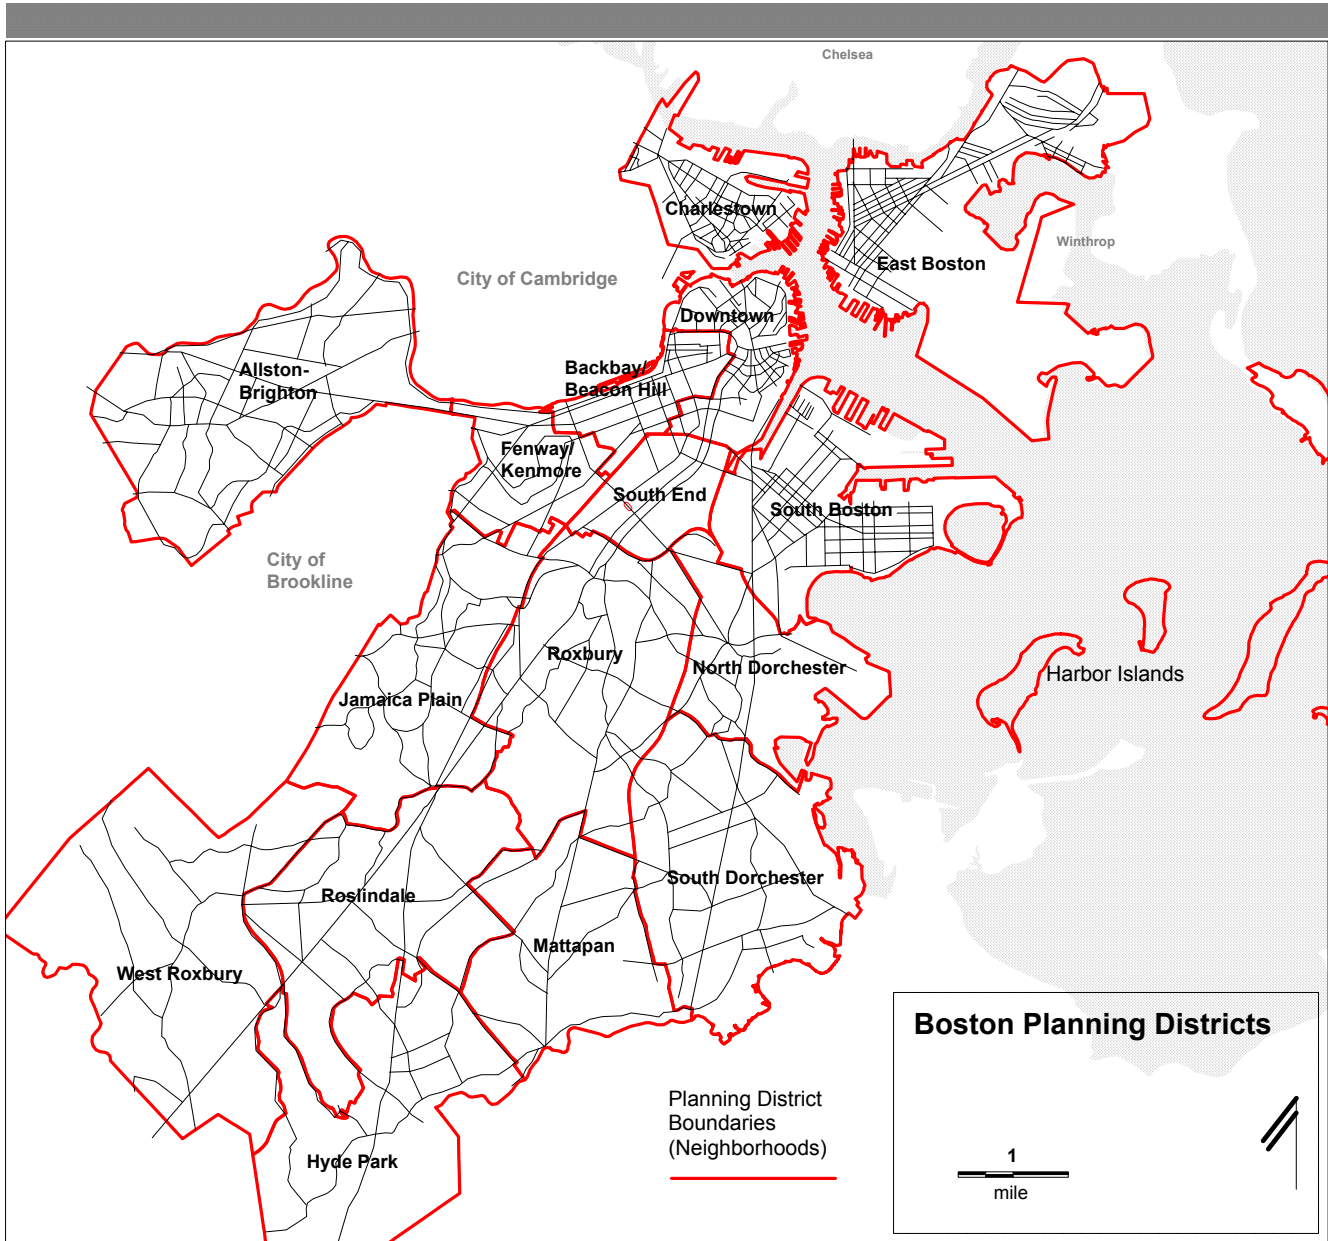 Chelsea
Charlestown
Winthrop
East Boston
City of Cambridge
Downtown
Allston-
Brighton
Backbay/
Beacon Hill
Fenway/
Kenmore
South End
South Boston
City of
Brookline
Roxbury
North Dorchester
Harbor Islands
Jamaica Plain
South Dorchester
Roslindale
Mattapan
West Roxbury
Hyde Park
Planning District
Boundaries
(Neighborhoods)
Boston Planning Districts
1
mile